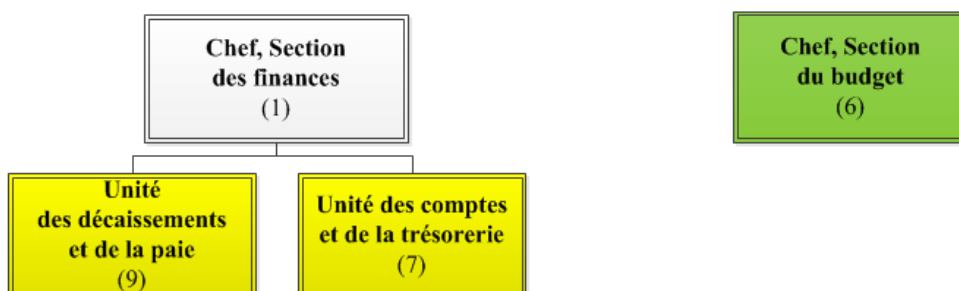 Chef, Section
des finances
(1)
Chef, Section
du budget
(6)
Unité
des décaissements
et de la paie
(9)
Unité des comptes
et de la trésorerie
(7)